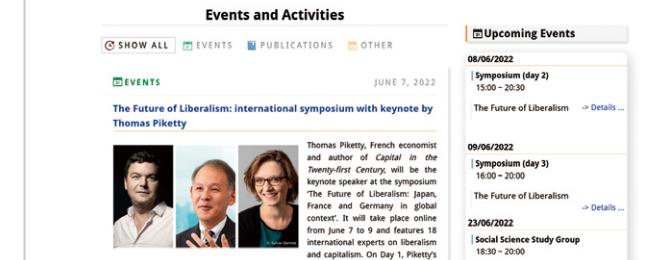 Events and Activities
SHOW ALL
EVENTS
PUBLICATIONS
OTHER
EVENTS
JUNE 7, 2022
The Future of Liberalism: international symposium with keynote by
Thomas Piketty
Thomas Piketty, French economist
and author of Capital in the
Twenty-first Century, will be the
keynote speaker at the symposium
'The Future of Liberalism: Japan,
France and Germany in global
context'. It will take place online
from June 7 to 9 and features 18
international experts on liberalism
and capitalism. On Day 1, Piketty's
Upcoming Events
08/06/2022
Symposium (day 2)
15:00 ~ 20:30
The Future of Liberalism
-> Details ...
09/06/2022
Symposium (day 3)
16:00 ~ 20:00
The Future of Liberalism
-> Details ...
23/06/2022
Social Science Study Group
18:30 ~ 20:00